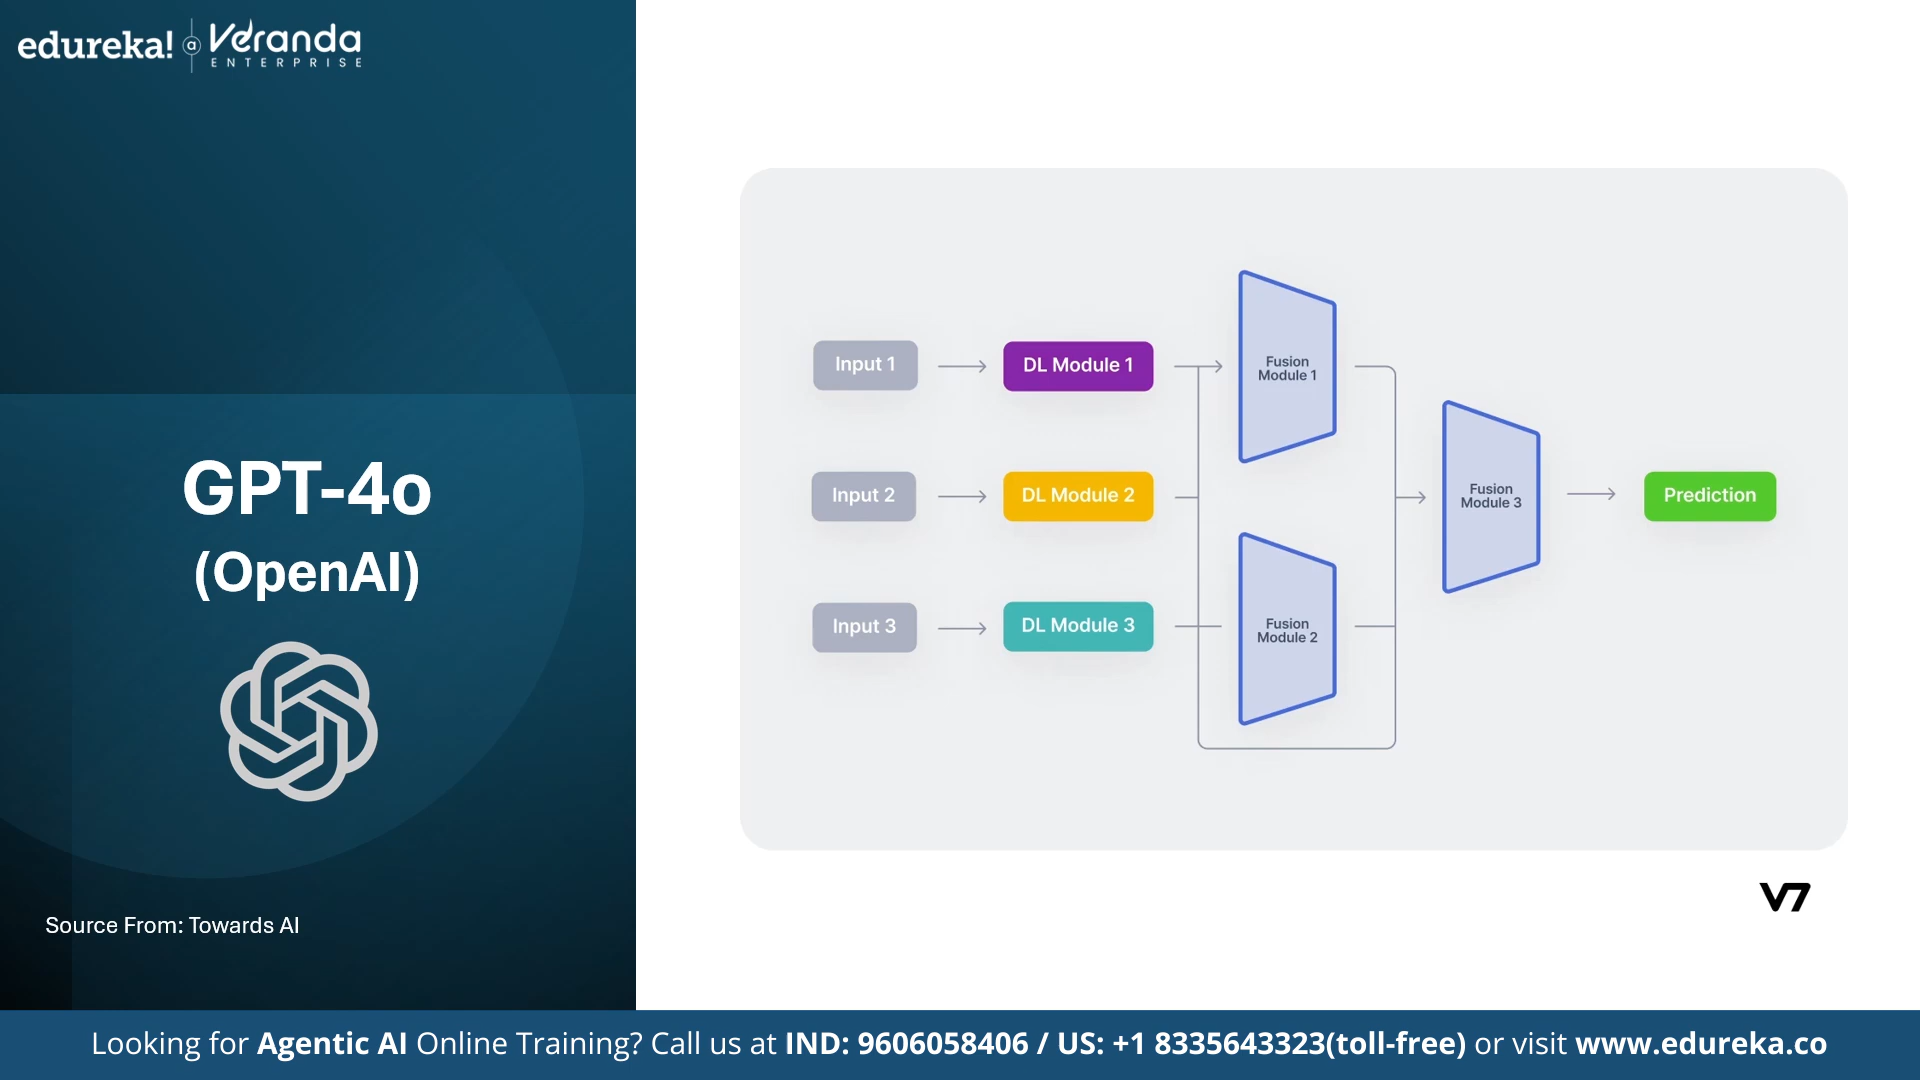 edureka! a Veranda
ENTERPRISE
GPT-4o
(OpenAI)
Source From: Towards AI
Input 1
DL Module 1
Fusion
Module 1
Input 2
DL Module 2
Fusion
Module 3
Prediction
Input 3
DL Module 3
Fusion
Module 2
V7
Looking for Agentic AI Online Training? Call us at IND: 9606058406 / US: +1 8335643323(toll-free) or visit www.edureka.co